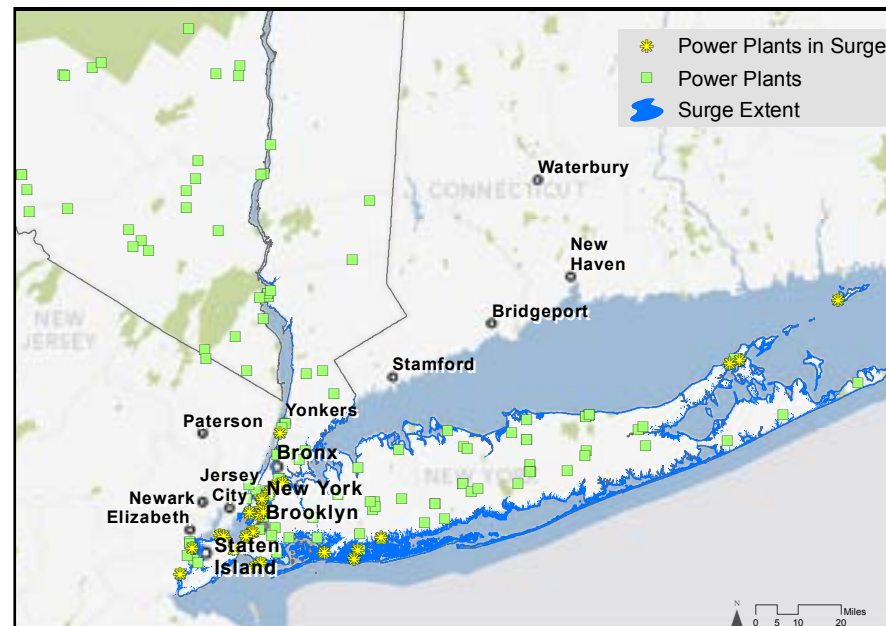 Power Plants in Surge
Power Plants
Surge Extent
Waterbury
CONNECTICUT
New
Haven
NEW
JERSEY
Bridgeport
Stamford
Yonkers
Paterson
Bronx
NEW YORK
Jersey
City
New York
Newark
Brooklyn
Elizabeth
Staten
Island
N
Miles
0 5 10 20